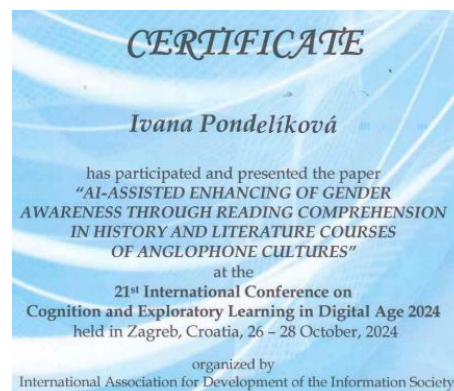 CERTIFICATE
Ivana Pondelíková
has participated and presented the paper
"AI-ASSISTED ENHANCING OF GENDER
AWARENESS THROUGH READING COMPREHENSION
IN HISTORY AND LITERATURE COURSES
OF ANGLOPHONE CULTURES"
at the
21st International Conference on
Cognition and Exploratory Learning in Digital Age 2024
held in Zagreb, Croatia, 26 – 28 October, 2024
organized by
International Association for Development of the Information Society